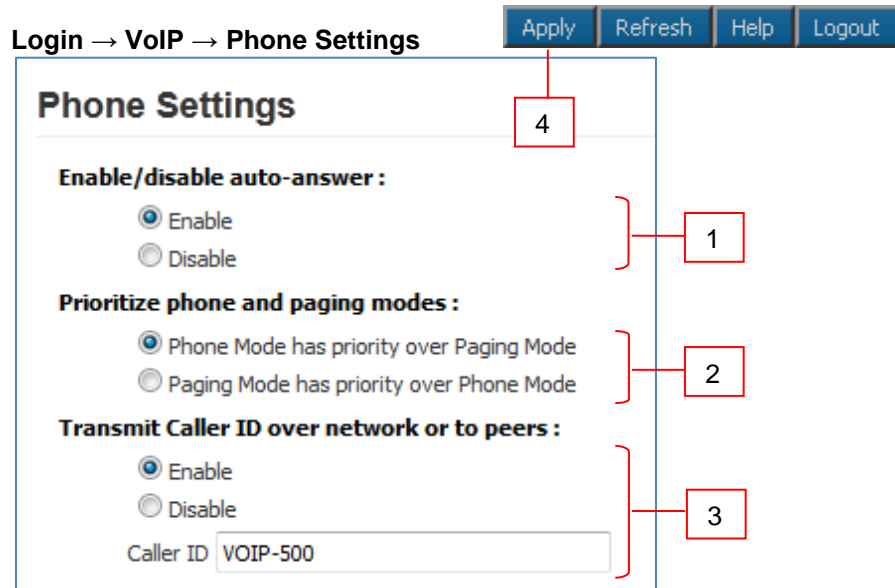 Apply Refresh Help Logout
Login → VoIP → Phone Settings
Phone Settings
4
Enable/disable auto-answer :
Enable
1
Disable
Prioritize phone and paging modes :
Phone Mode has priority over Paging Mode
2
Paging Mode has priority over Phone Mode
Transmit Caller ID over network or to peers :
Enable
Disable
3
Caller ID VOIP-500